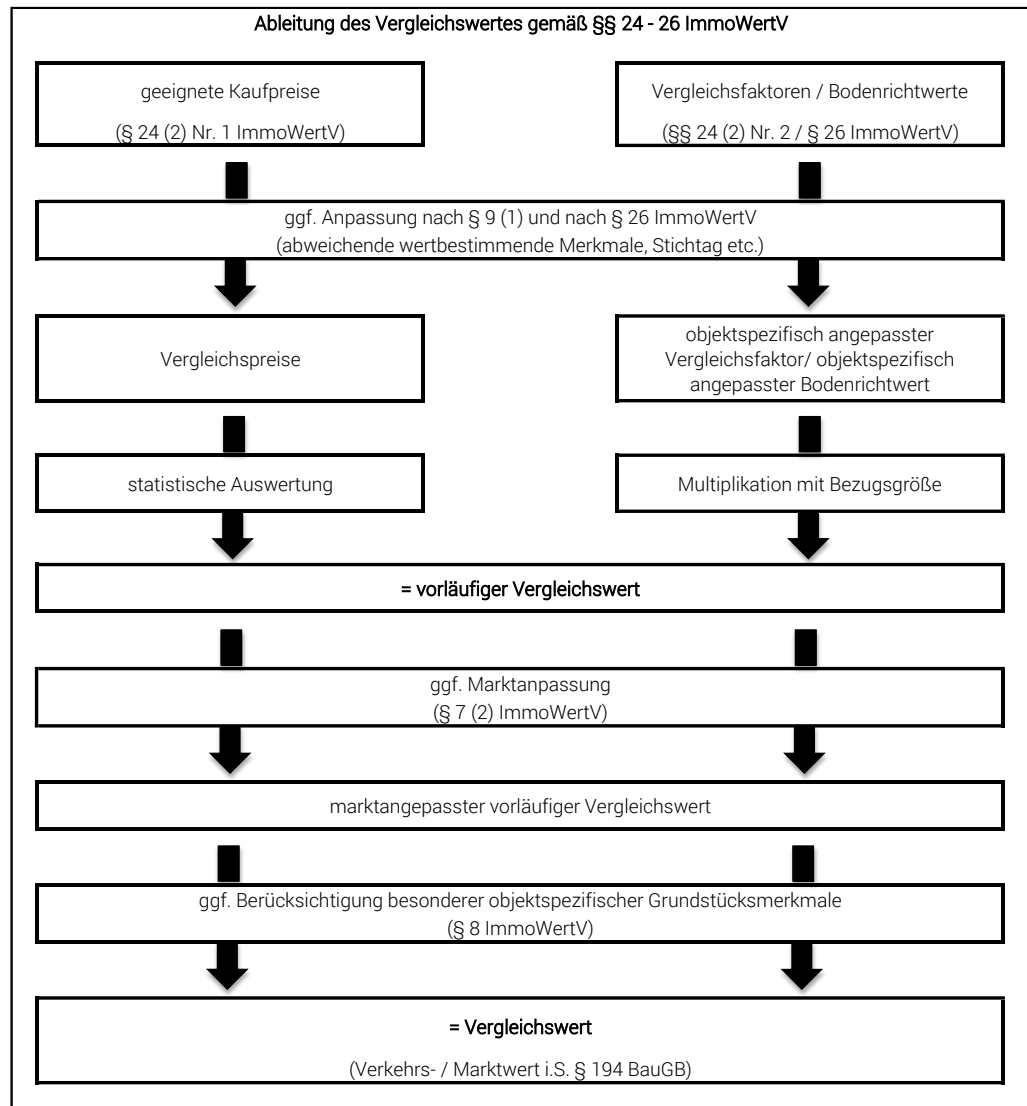 Ableitung des Vergleichswertes gemäß §§ 24 - 26 ImmoWertV
geeignete Kaufpreise
(§ 24 (2) Nr. 1 ImmoWertV)
Vergleichsfaktoren / Bodenrichtwerte
(§§ 24 (2) Nr. 2 / § 26 ImmoWertV)
ggf. Anpassung nach § 9 (1) und nach § 26 ImmoWertV
(abweichende wertbestimmende Merkmale, Stichtag etc.)
Vergleichspreise
objektspezifisch angepasster
Vergleichsfaktor/ objektspezifisch
angepasster Bodenrichtwert
statistische Auswertung
Multiplikation mit Bezugsgröße
= vorläufiger Vergleichswert
ggf. Marktanpassung
(§ 7 (2) ImmoWertV)
marktangepasster vorläufiger Vergleichswert
ggf. Berücksichtigung besonderer objektspezifischer Grundstücksmerkmale
(§ 8 ImmoWertV)
= Vergleichswert
(Verkehrs- / Marktwert i.S. § 194 BauGB)